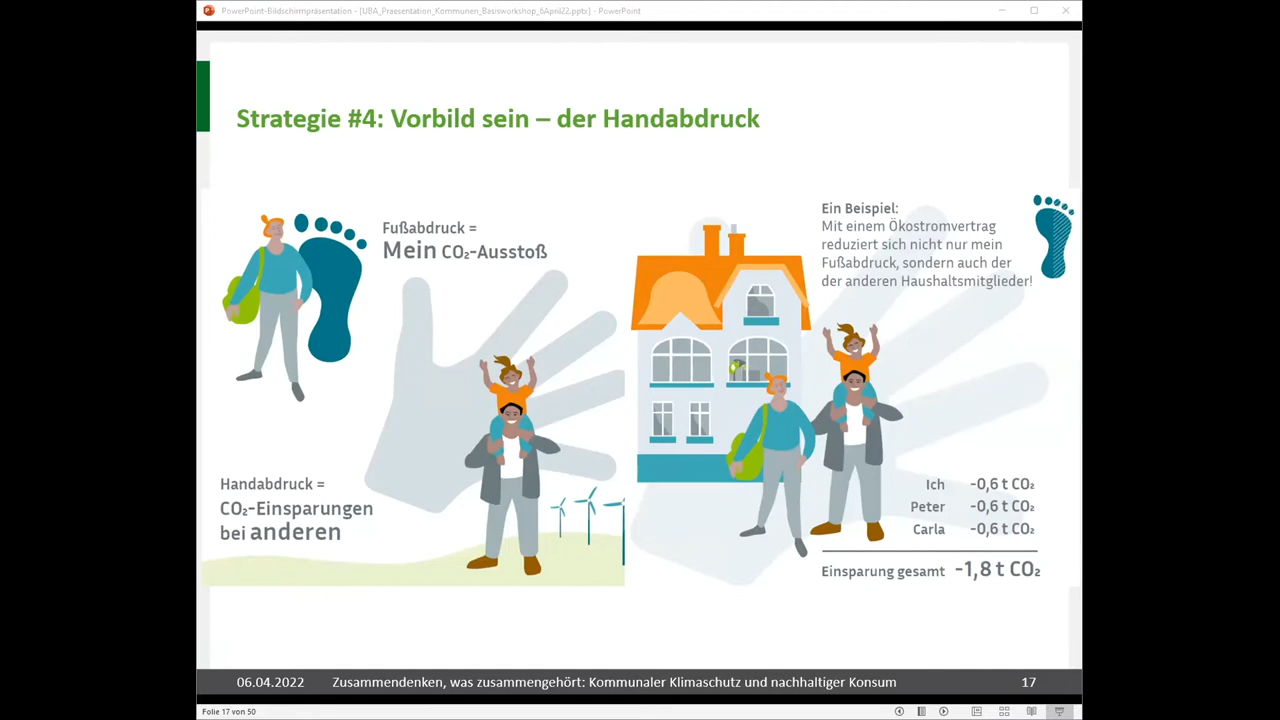 PowerPoint-Bildschirmpräsentation - [UBA_Praesentation_Kommunen_Basisworkshop_6April22.pptx] - PowerPoint
Strategie #4: Vorbild sein – der Handabdruck
Fußabdruck =
Mein CO₂-Ausstoß
Handabdruck =
CO₂-Einsparungen
bei anderen
Ein Beispiel:
Mit einem Ökostromvertrag
reduziert sich nicht nur mein
Fußabdruck, sondern auch der
der anderen Haushaltsmitglieder!
Ich -0,6 t CO₂
Peter -0,6 t CO₂
Carla -0,6 t CO₂
Einsparung gesamt -1,8 t CO₂
06.04.2022 Zusammendenken, was zusammengehört: Kommunaler Klimaschutz und nachhaltiger Konsum 17
Folie 17 von 50